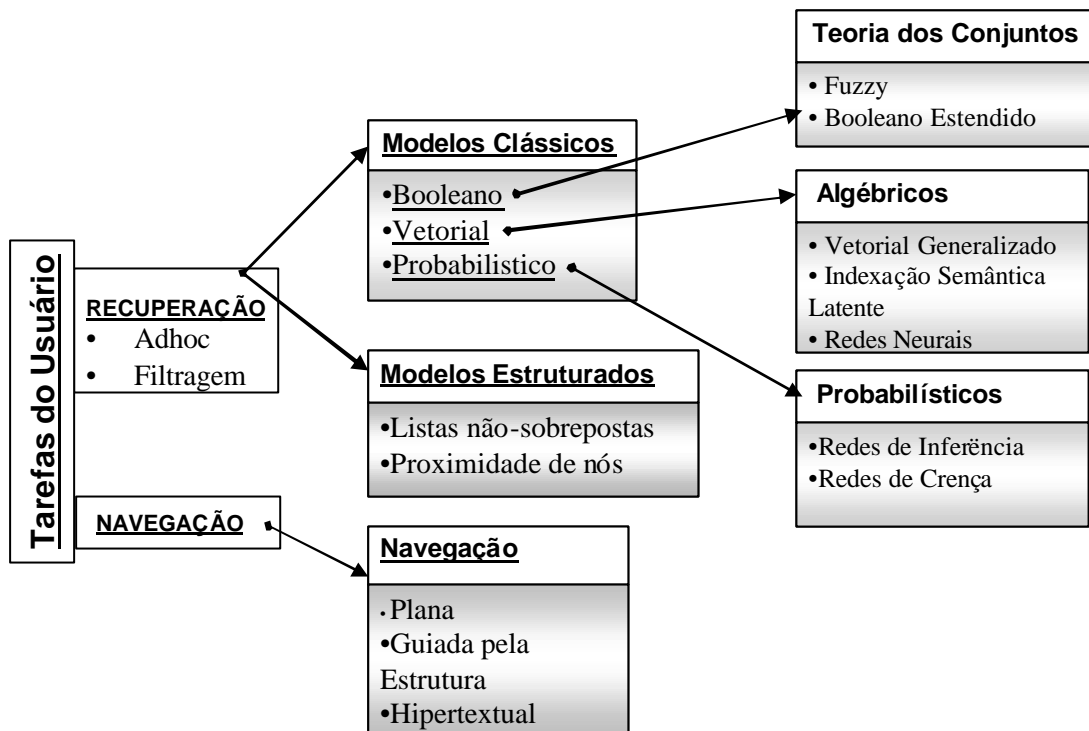 Tarefas do Usuário
RECUPERAÇÃO
• Adhoc
• Filtragem
NAVEGAÇÃO
Modelos Clássicos
•Booleano
•Vetorial
•Probabilistico
Modelos Estruturados
•Listas não-sobrepostas
•Proximidade de nós
Navegação
•Plana
•Guiada pela
Estrutura
•Hipertextual
Teoria dos Conjuntos
• Fuzzy
• Booleano Estendido
Algébricos
• Vetorial Generalizado
• Indexação Semântica
Latente
• Redes Neurais
Probabilísticos
•Redes de Inferência
•Redes de Crença